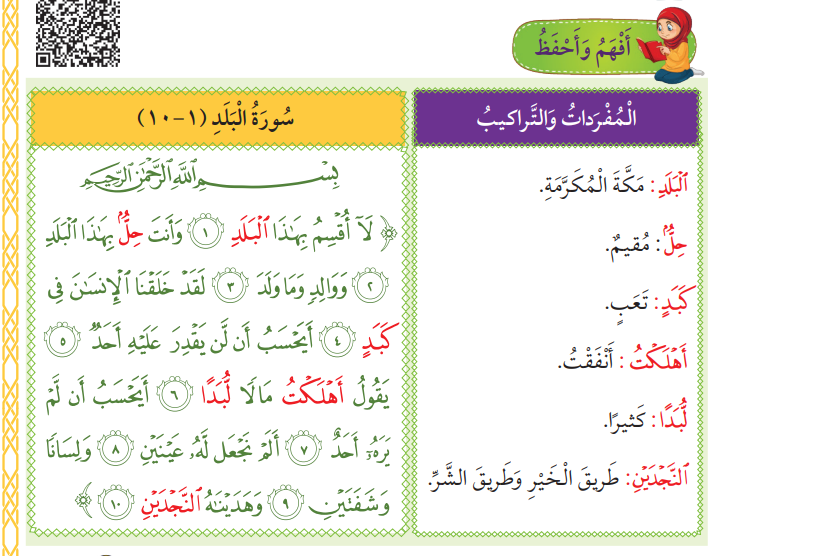 أَفْهَمُ وَأَحْفَظُ
الْمُفْرَداتُ وَالتَّراكيبُ
ٱلْبَلَدِ: مَكَّةَ الْمُكَرَّمَةِ.
حِلُّۢ: مُقيمٌ.
كَبَدٍ: تَعَبٍ.
أَهْلَكْتُ: أَنْفَقْتُ.
لُّبَدًا: كَثيرًا.
ٱلنَّجْدَيْنِ: طَريقَ الْخَيْرِ وَطَريقَ الشَّرِّ.
سُورَةُ الْبَلَدِ (١-١٠)
بِسْمِ ٱللَّهِ ٱلرَّحْمَٰنِ ٱلرَّحِيمِ
﴿ لَآ أُقْسِمُ بِهَٰذَا ٱلْبَلَدِ ١ وَأَنتَ حِلُّۢ بِهَٰذَا ٱلْبَلَدِ
٢ وَوَالِدٍ وَمَا وَلَدَ ٣ لَقَدْ خَلَقْنَا ٱلْإِنسَٰنَ فِى
كَبَدٍ ٤ أَيَحْسَبُ أَن لَّن يَقْدِرَ عَلَيْهِ أَحَدٌ ٥
يَقُولُ أَهْلَكْتُ مَالًا لُّبَدًا ٦ أَيَحْسَبُ أَن لَّمْ
يَرَهُۥٓ أَحَدٌ ٧ أَلَمْ نَجْعَل لَّهُۥ عَيْنَيْنِ ٨ وَلِسَانًا
وَشَفَتَيْنِ ٩ وَهَدَيْنَٰهُ ٱلنَّجْدَيْنِ ١٠ ﴾